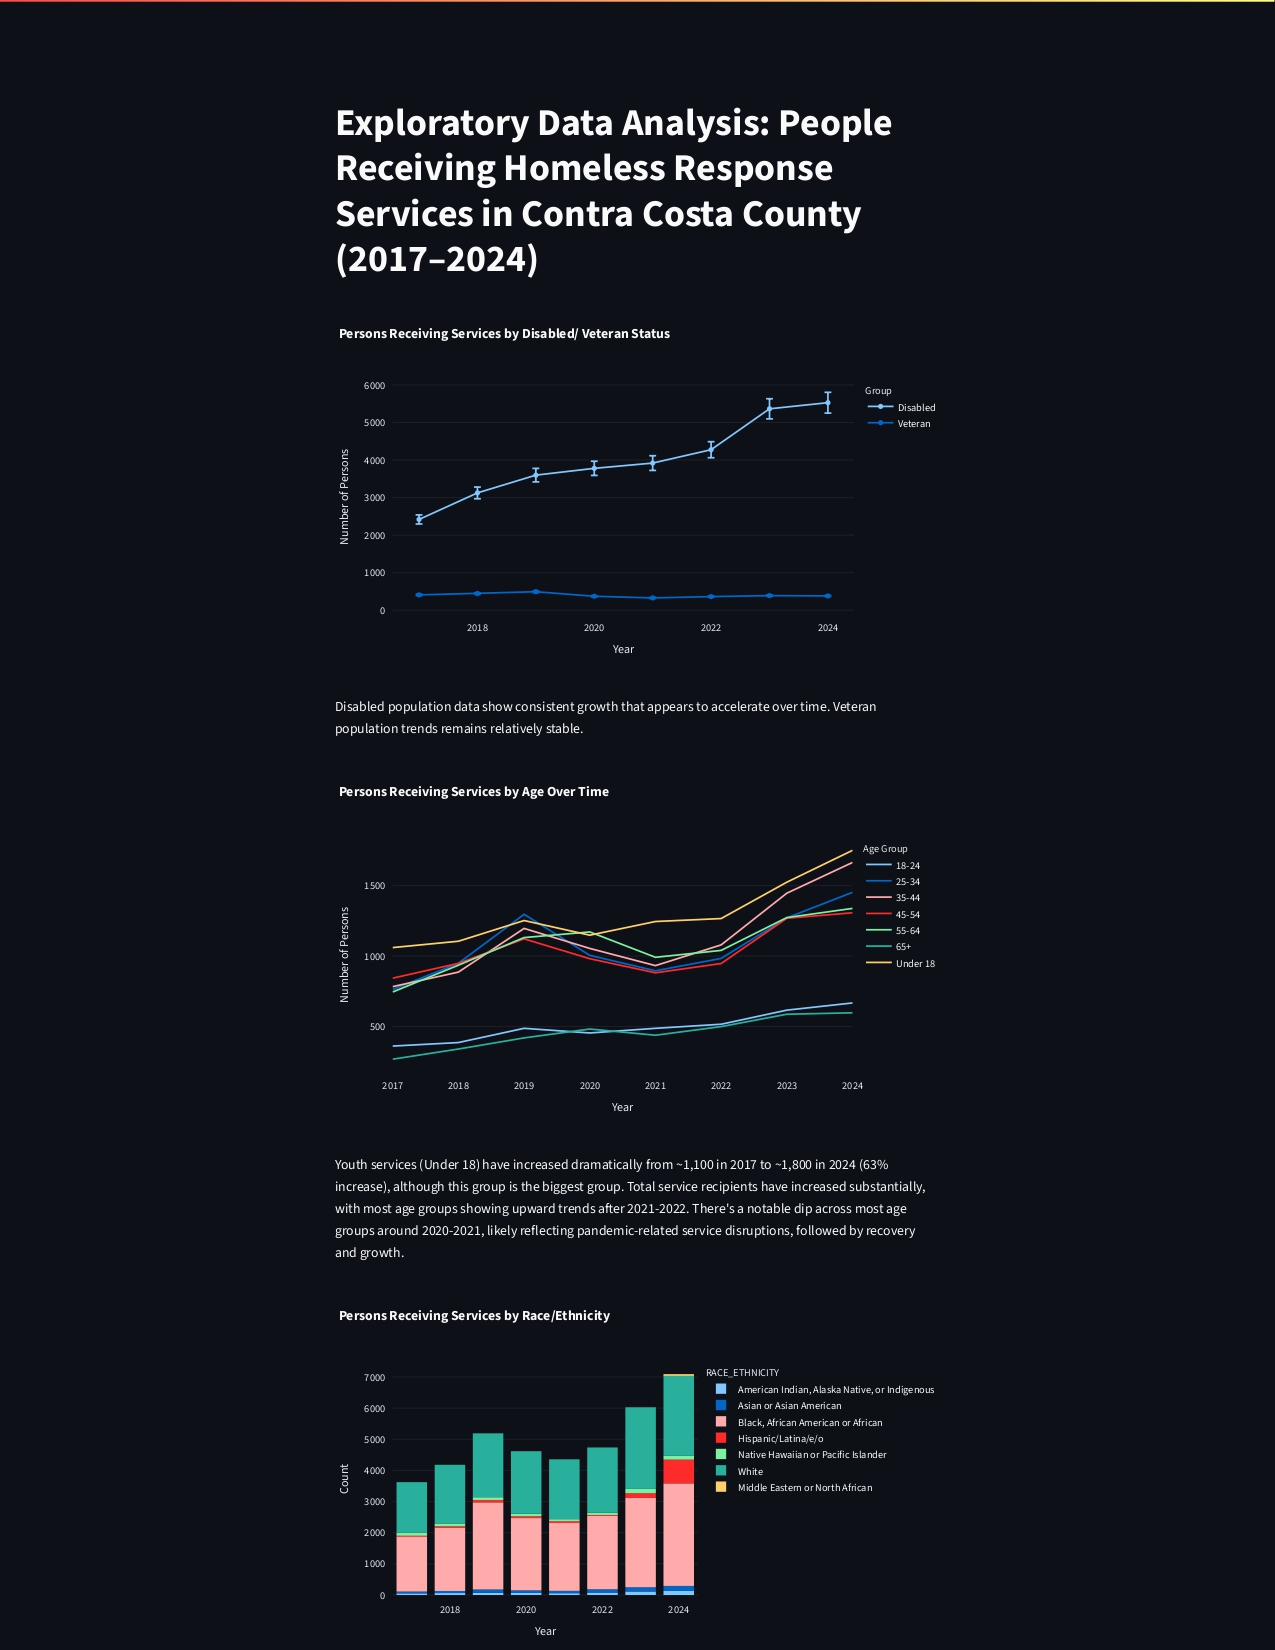 Exploratory Data Analysis: People
Receiving Homeless Response
Services in Contra Costa County
(2017–2024)
Persons Receiving Services by Disabled/ Veteran Status
6000
5000
4000
3000
2000
1000
0
Number of Persons
2018
2020
2022
2024
Year
Group
Disabled
Veteran
Disabled population data show consistent growth that appears to accelerate over time. Veteran
population trends remains relatively stable.
Persons Receiving Services by Age Over Time
1500
1000
500
Number of Persons
2017
2018
2019
2020
2021
2022
2023
2024
Year
Age Group
18-24
25-34
35-44
45-54
55-64
65+
Under 18
Youth services (Under 18) have increased dramatically from ~1,100 in 2017 to ~1,800 in 2024 (63%
increase), although this group is the biggest group. Total service recipients have increased substantially,
with most age groups showing upward trends after 2021-2022. There's a notable dip across most age
groups around 2020-2021, likely reflecting pandemic-related service disruptions, followed by recovery
and growth.
Persons Receiving Services by Race/Ethnicity
7000
6000
5000
4000
3000
2000
1000
0
Count
2018
2020
2022
2024
Year
RACE_ETHNICITY
American Indian, Alaska Native, or Indigenous
Asian or Asian American
Black, African American or African
Hispanic/Latina/e/o
Native Hawaiian or Pacific Islander
White
Middle Eastern or North African